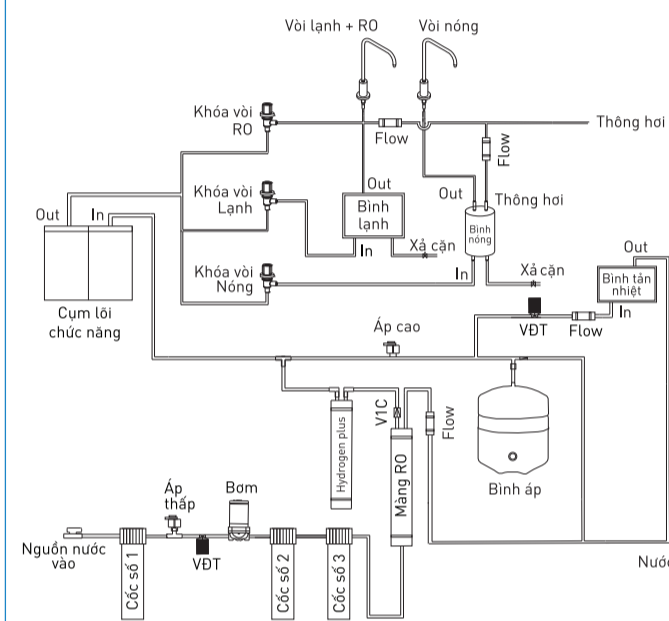 Vòi lạnh + RO
Vòi nóng
Khóa vòi
RO
Flow
Thông hơi
Flow
Khóa vòi
Lạnh
Out
Bình
lạnh
In
Xả cặn
Out
Thông hơi
Bình
nóng
In
Xả cặn
Out
In
Cụm lõi
chức năng
Khóa vòi
Nóng
Out
Bình tản
nhiệt
In
VĐT
Flow
Áp cao
Hydrogen plus
V1C
Màng RO
Flow
Bình áp
Nguồn nước
vào
Cốc số 1
Áp
thấp
VĐT
Bơm
Cốc số 2
Cốc số 3
Nước